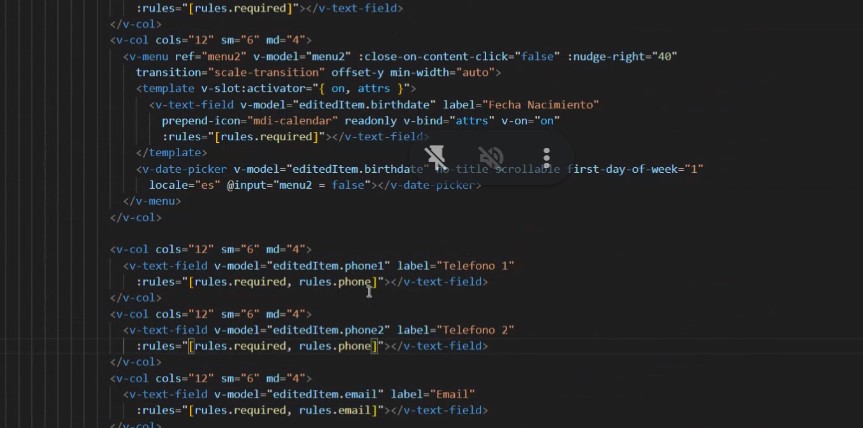 :rules="[rules.required]"></v-text-field>
</v-col>
<v-col cols="12" sm="6" md="4">
<v-menu ref="menu2" v-model="menu2" :close-on-content-click="false" :nudge-right="40"
transition="scale-transition" offset-y min-width="auto">
<template v-slot:activator="{ on, attrs }">
<v-text-field v-model="editedItem.birthdate" label="Fecha Nacimiento"
prepend-icon="mdi-calendar" readonly v-bind="attrs" v-on="on"
:rules="[rules.required]"></v-text-field>
</template>
<v-date-picker v-model="editedItem.birthdate" no-title scrollable first-day-of-week="1"
locale="es" @input="menu2 = false"></v-date-picker>
</v-menu>
</v-col>
<v-col cols="12" sm="6" md="4">
<v-text-field v-model="editedItem.phone1" label="Telefono 1"
:rules="[rules.required, rules.phone]"></v-text-field>
</v-col>
<v-col cols="12" sm="6" md="4">
<v-text-field v-model="editedItem.phone2" label="Telefono 2"
:rules="[rules.required, rules.phone]"></v-text-field>
</v-col>
<v-col cols="12" sm="6" md="4">
<v-text-field v-model="editedItem.email" label="Email"
:rules="[rules.required, rules.email]"></v-text-field>
</v-col>